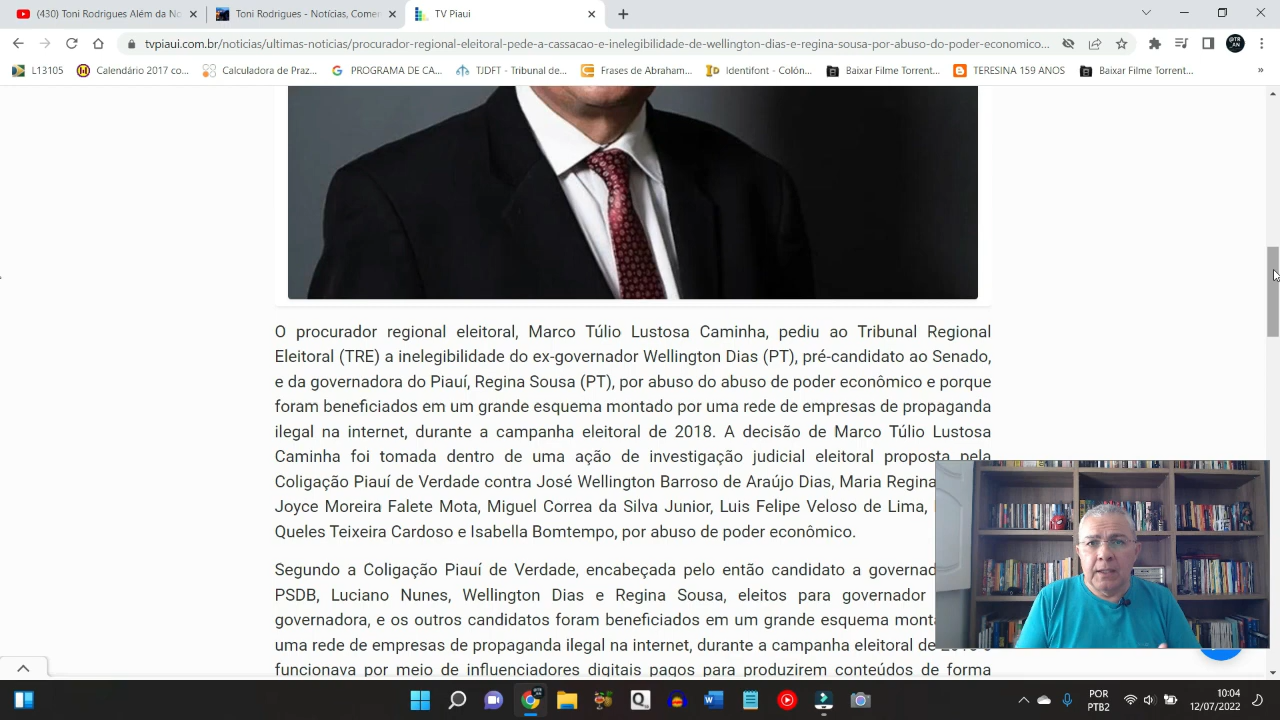 (430) Toni Rodrigues Além da No
Toni Rodrigues - Notícias, Comen
TV Piaui
tvpiaui.com.br/noticias/ultimas-noticias/procurador-regional-eleitoral-pede-a-cassacao-e-inelegibilidade-de-wellington-dias-e-regina-sousa-por-abuso-do-poder-economico...
L13105
Calendário 2017 co...
Calculadora de Praz...
PROGRAMA DE CA...
TJDFT - Tribunal de...
Frases de Abraham...
Identifont - Colón...
Baixar Filme Torrent...
TERESINA 159 ANOS
Baixar Filme Torrent...
»
O procurador regional eleitoral, Marco Túlio Lustosa Caminha, pediu ao Tribunal Regional
Eleitoral (TRE) a inelegibilidade do ex-governador Wellington Dias (PT), pré-candidato ao Senado,
e da governadora do Piauí, Regina Sousa (PT), por abuso do abuso de poder econômico e porque
foram beneficiados em um grande esquema montado por uma rede de empresas de propaganda
ilegal na internet, durante a campanha eleitoral de 2018. A decisão de Marco Túlio Lustosa
Caminha foi tomada dentro de uma ação de investigação judicial eleitoral proposta pela
Coligação Piauí de Verdade contra José Wellington Barroso de Araújo Dias, Maria Regina
Joyce Moreira Falete Mota, Miguel Correa da Silva Junior, Luis Felipe Veloso de Lima,
Queles Teixeira Cardoso e Isabella Bomtempo, por abuso de poder econômico.
Segundo a Coligação Piauí de Verdade, encabeçada pelo então candidato a governad
PSDB, Luciano Nunes, Wellington Dias e Regina Sousa, eleitos para governador
governadora, e os outros candidatos foram beneficiados em um grande esquema mont
uma rede de empresas de propaganda ilegal na internet, durante a campanha eleitoral de
funcionava por meio de influenciadores digitais pagos para produzirem conteúdos de forma
POR
PTB2
10:04
12/07/2022